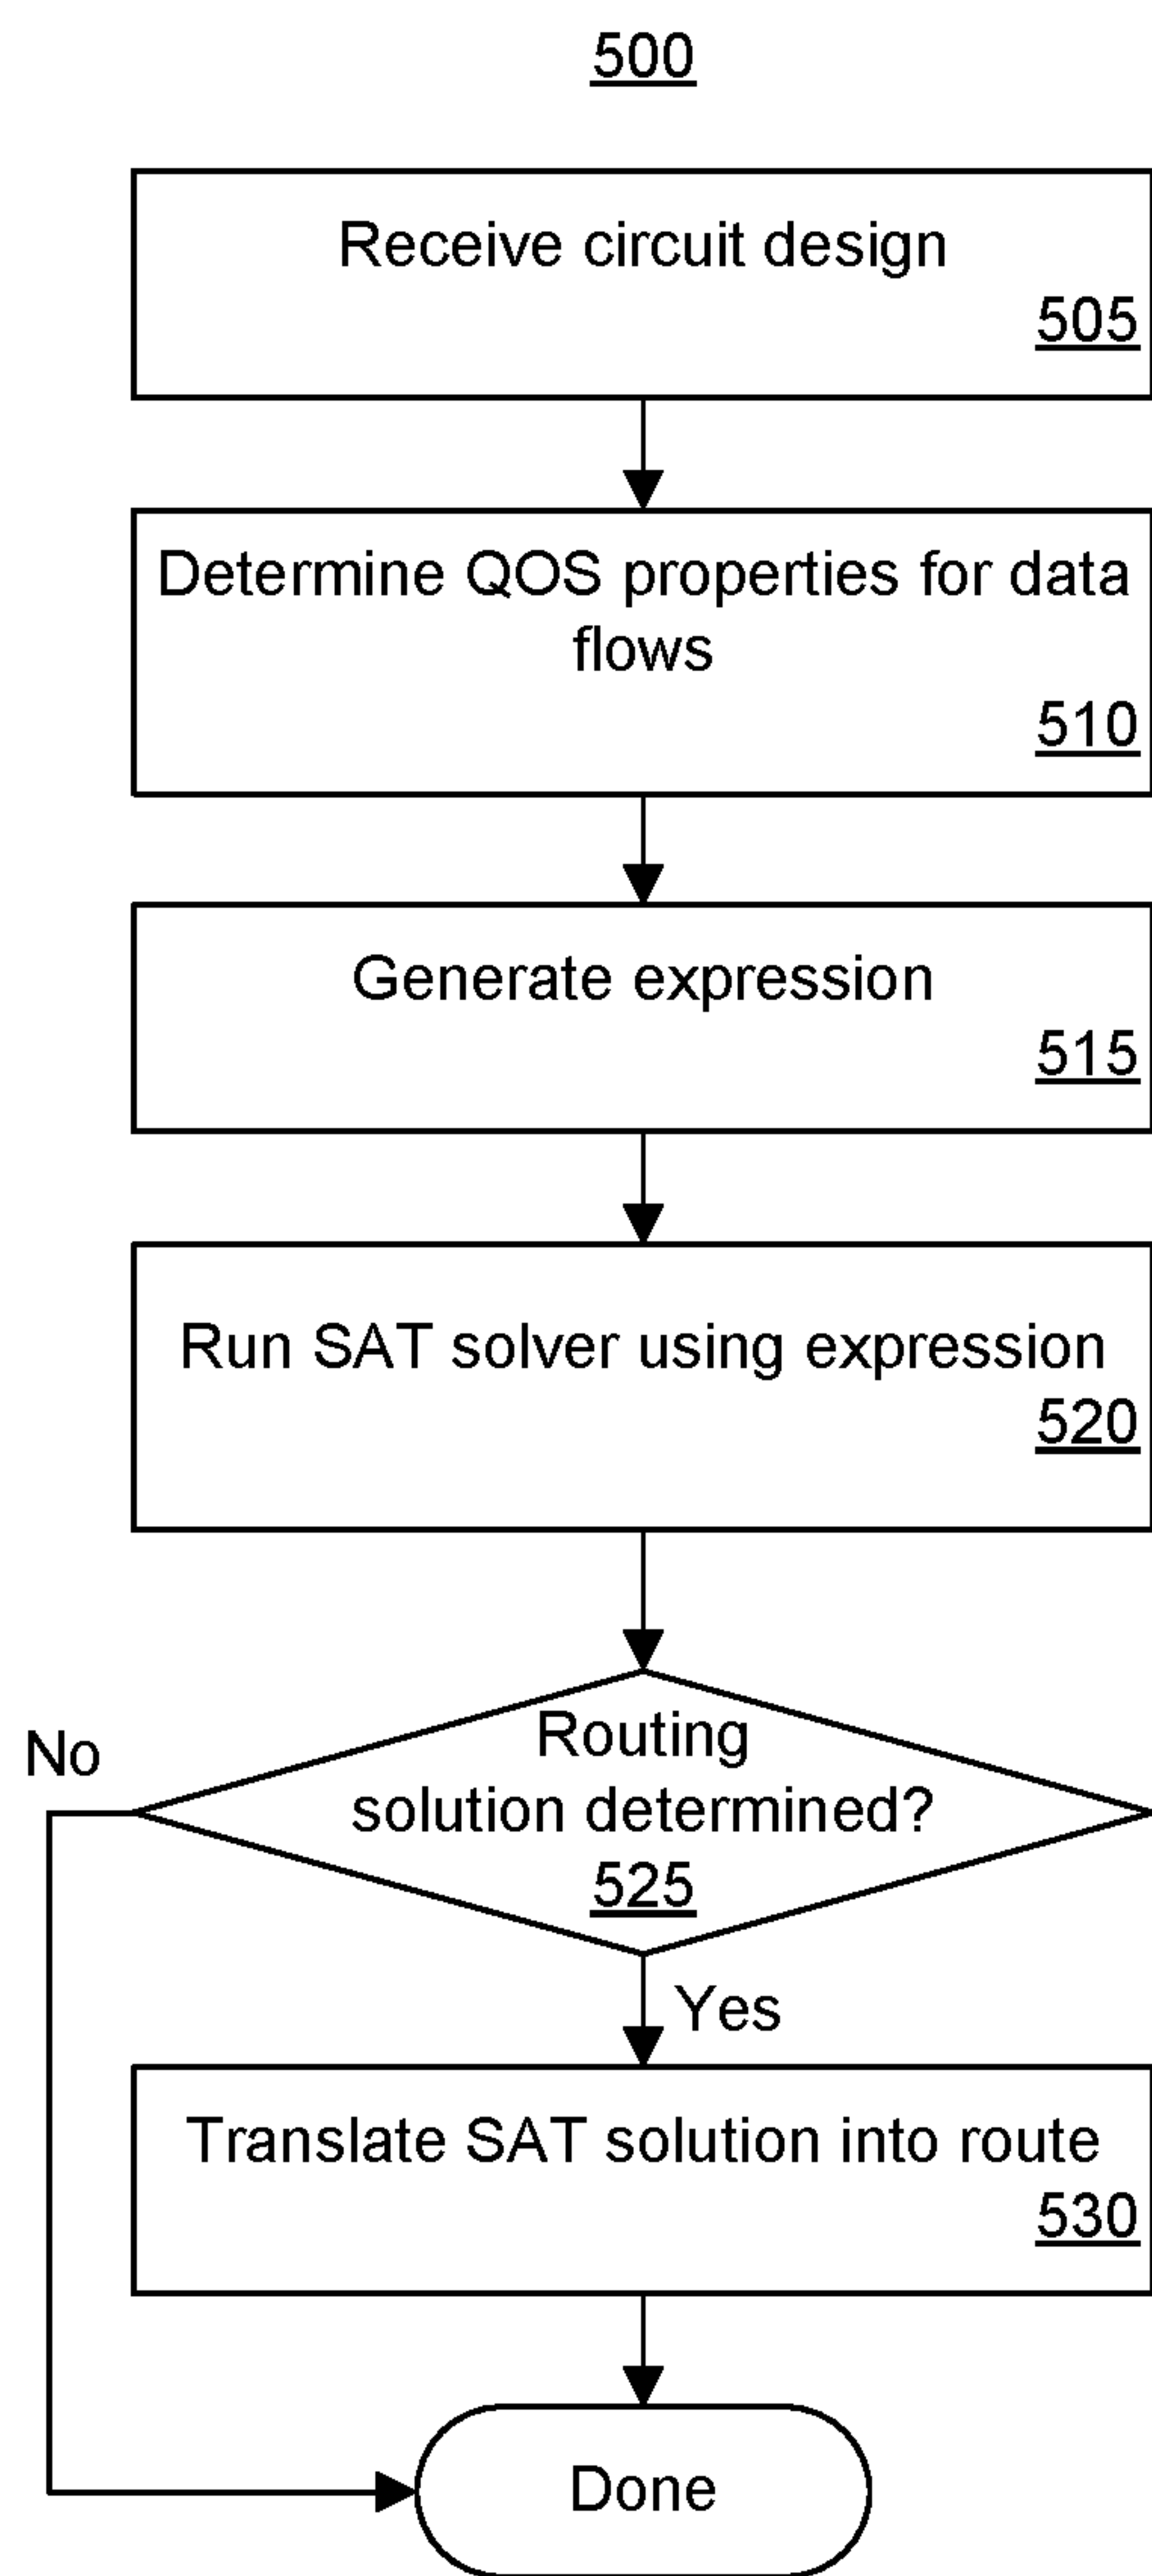 500
Receive circuit design
505
Determine QOS properties for data
flows
510
Generate expression
515
Run SAT solver using expression
520
Routing
solution determined?
525
No
Yes
Translate SAT solution into route
530
Done